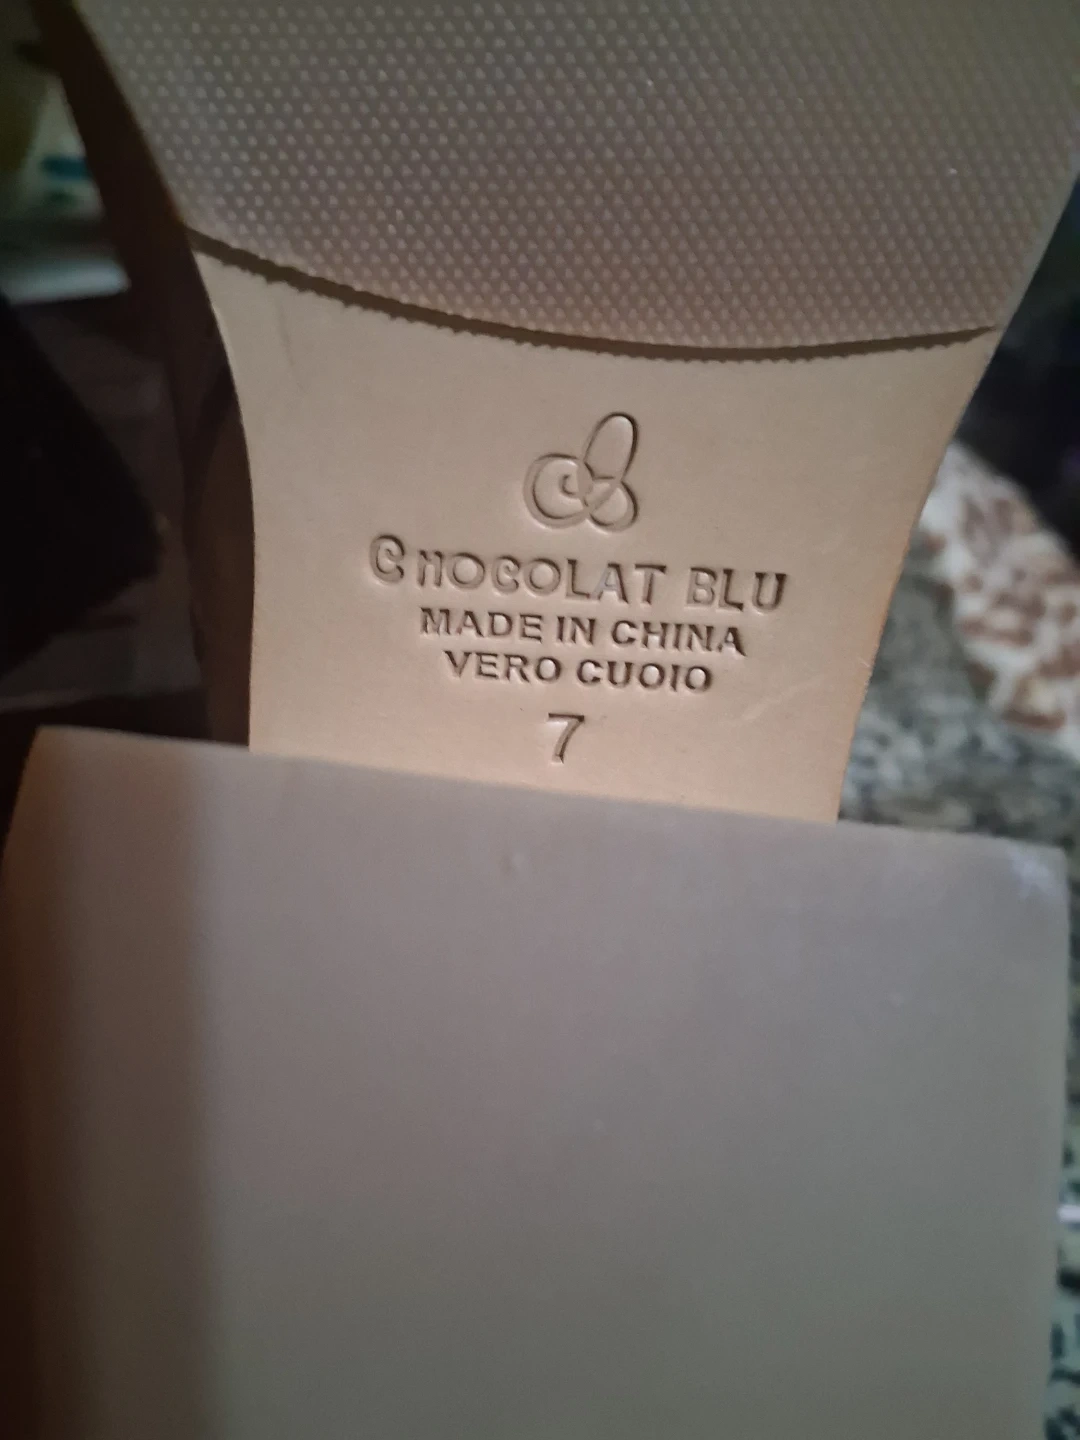 CHOCOLAT BLU
MADE IN CHINA
VERO CUOIO
7